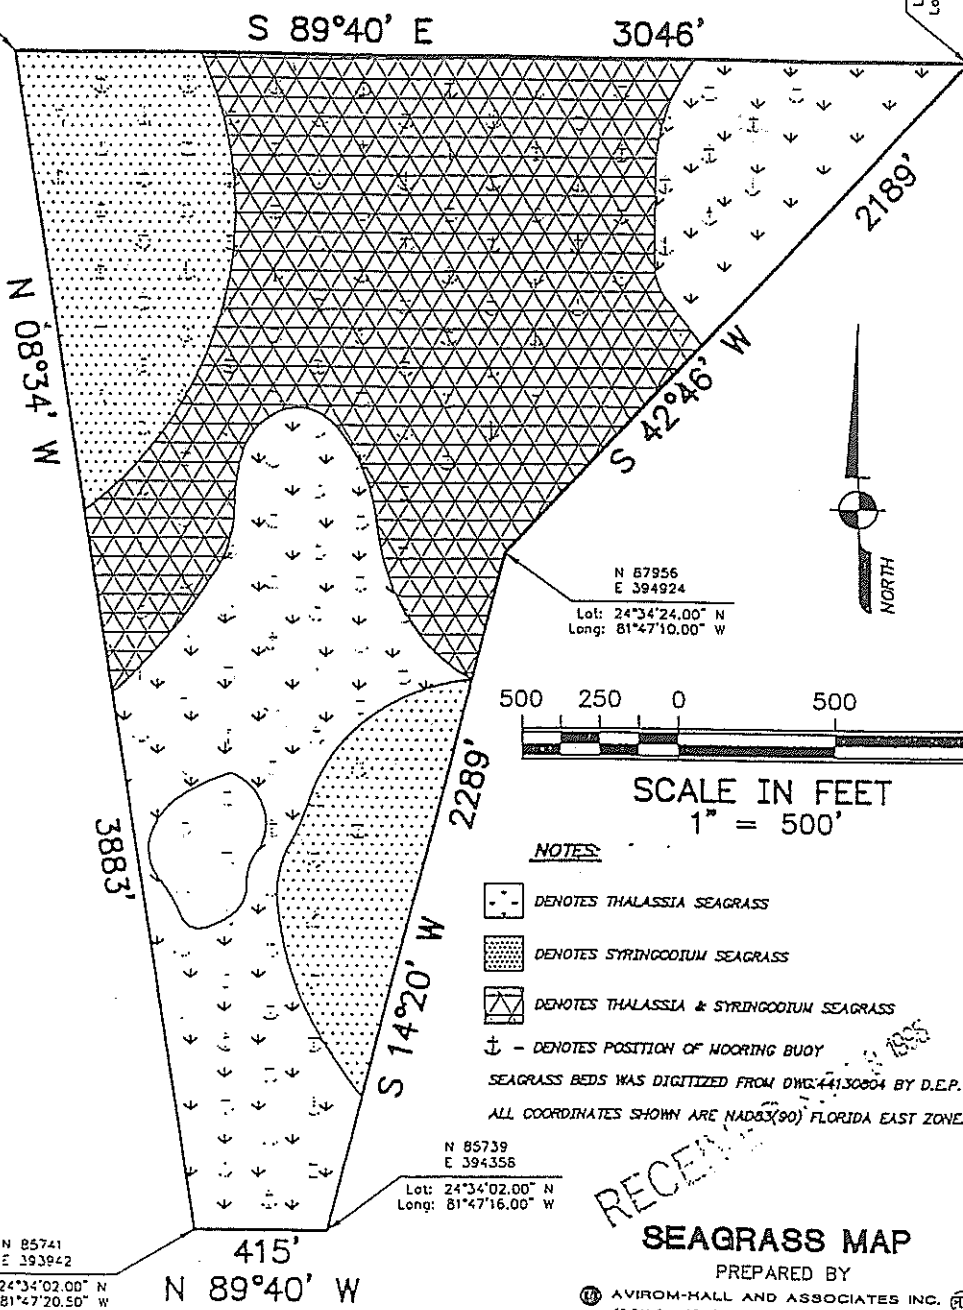 S 89°40' E 3046'
2189'
S 42°46' W
N 08°34' W
3883'
N 87956
E 394924
Lat: 24°34'24.00" N
Long: 81°47'10.00" W
NORTH
500 250 0 500
SCALE IN FEET
1" = 500'
2289'
S 14°20' W
NOTES:
DENOTES THALASSIA SEAGRASS
DENOTES SYRINGODIUM SEAGRASS
DENOTES THALASSIA & SYRINGODIUM SEAGRASS
- DENOTES POSITION OF MOORING BUOY
SEAGRASS BEDS WAS DIGITIZED FROM DWG.44130804 BY D.E.P.
ALL COORDINATES SHOWN ARE NAD83(90) FLORIDA EAST ZONE
N 85739
E 394358
Lat: 24°34'02.00" N
Long: 81°47'16.00" W
N 85741
E 393942
24°34'02.00" N
81°47'20.50" W
415'
N 89°40' W
SEAGRASS MAP
PREPARED BY
AVIROM-HALL AND ASSOCIATES INC.